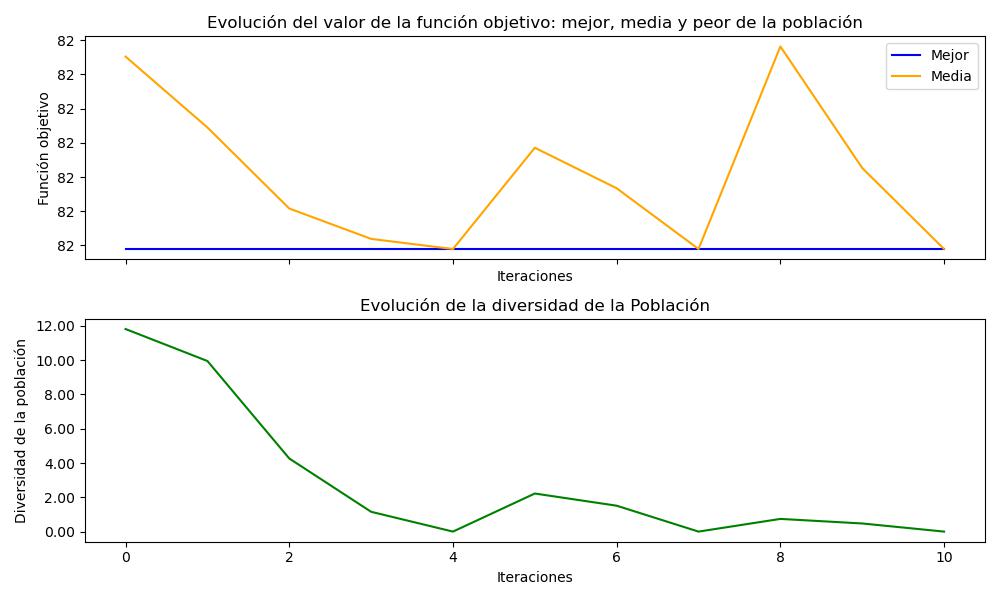 Evolución del valor de la función objetivo: mejor, media y peor de la población
82
82
82
82
82
82
82
Función objetivo
Mejor
Media
Iteraciones
Evolución de la diversidad de la Población
12.00
10.00
8.00
6.00
4.00
2.00
0.00
Diversidad de la población
0 2 4 6 8 10
Iteraciones